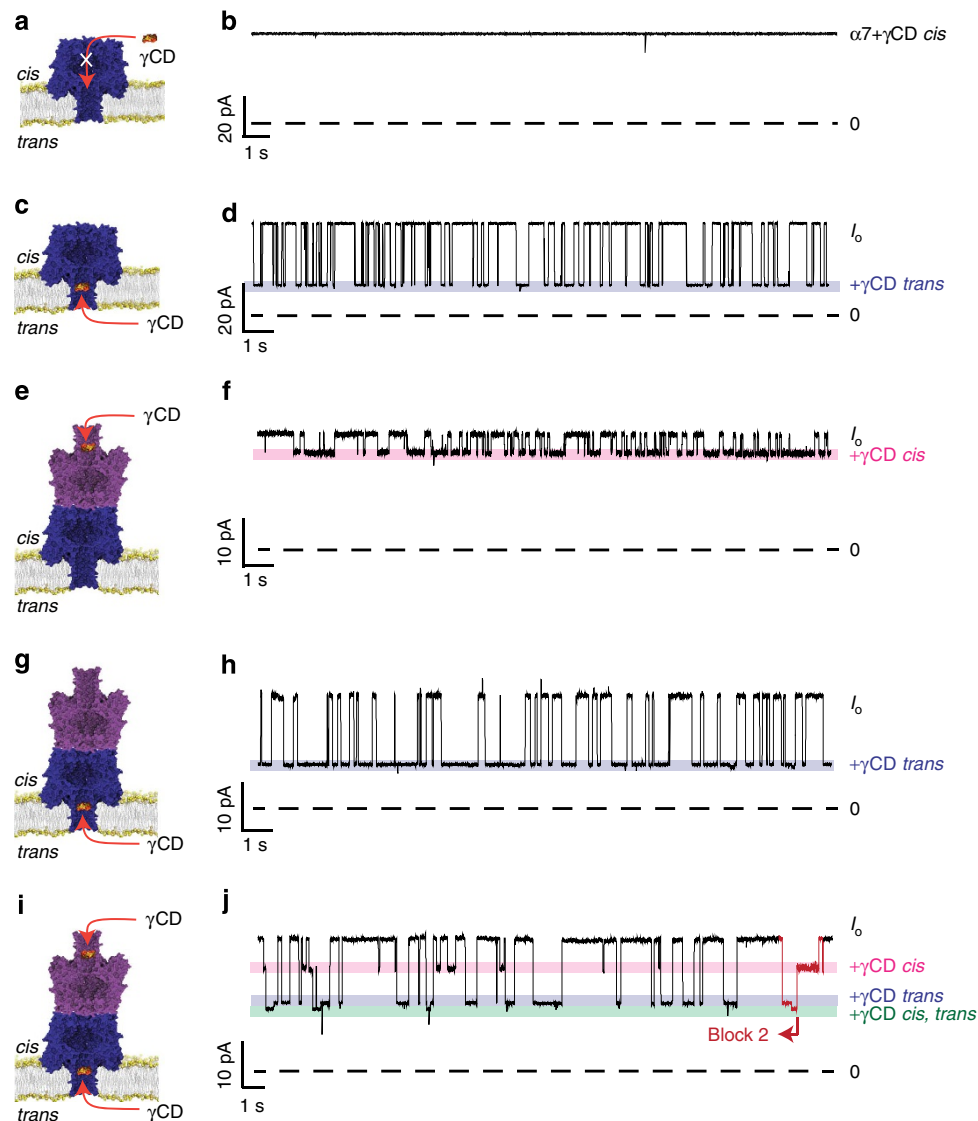 a
γCD
cis
trans
b
α7+γCD cis
20 pA
1 s
0
c
cis
trans
γCD
d
Io
+γCD trans
20 pA
0
1 s
e
γCD
cis
trans
f
Io
+γCD cis
10 pA
0
1 s
g
cis
trans
γCD
h
Io
+γCD trans
10 pA
0
1 s
i
γCD
cis
trans
γCD
j
Io
+γCD cis
+γCD trans
+γCD cis, trans
Block 2
10 pA
0
1 s